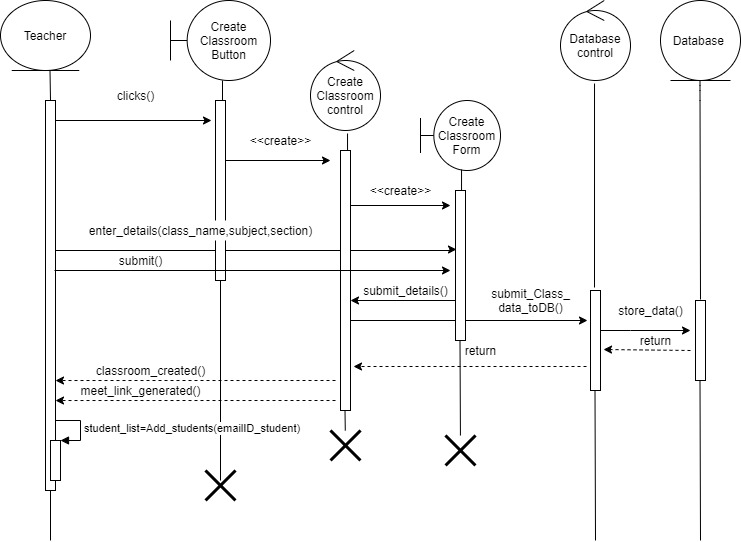 Teacher
Create
Classroom
Button
Create
Classroom
control
Create
Classroom
Form
Database
control
Database
clicks()
<<create>>
<<create>>
enter_details(class_name,subject,section)
submit()
submit_details()
submit_Class_
data_toDB()
store_data()
return
return
classroom_created()
meet_link_generated()
student_list=Add_students(emailID_student)